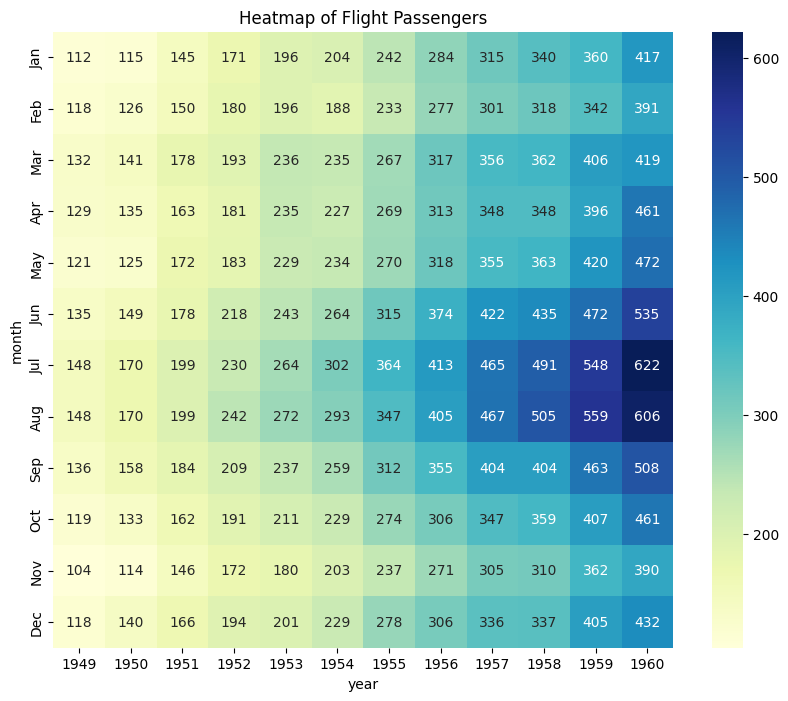 Heatmap of Flight Passengers
Jan 112 115 145 171 196 204 242 284 315 340 360 417
Feb 118 126 150 180 196 188 233 277 301 318 342 391
Mar 132 141 178 193 236 235 267 317 356 362 406 419
Apr 129 135 163 181 235 227 269 313 348 348 396 461
May 121 125 172 183 229 234 270 318 355 363 420 472
Jun 135 149 178 218 243 264 315 374 422 435 472 535
Jul 148 170 199 230 264 302 364 413 465 491 548 622
Aug 148 170 199 242 272 293 347 405 467 505 559 606
Sep 136 158 184 209 237 259 312 355 404 404 463 508
Oct 119 133 162 191 211 229 274 306 347 359 407 461
Nov 104 114 146 172 180 203 237 271 305 310 362 390
Dec 118 140 166 194 201 229 278 306 336 337 405 432
1949 1950 1951 1952 1953 1954 1955 1956 1957 1958 1959 1960
year
month
600
500
400
300
200